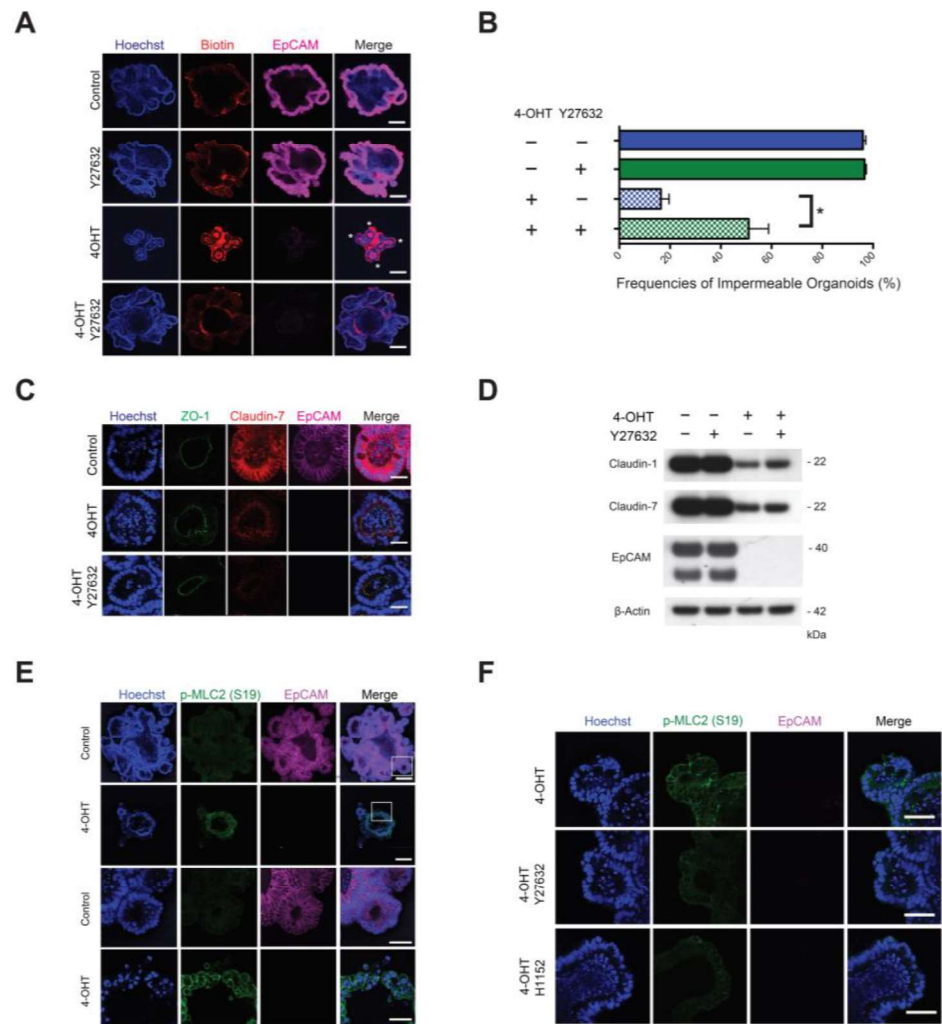 A
Hoechst Biotin EpCAM Merge
Control
Y27632
4OHT
* * * *
4-OHT
Y27632
B
4-OHT Y27632
− −
− +
+ −
+ +
*
0 20 40 60 80 100
Frequencies of Impermeable Organoids (%)
C
Hoechst ZO-1 Claudin-7 EpCAM Merge
Control
4OHT
4-OHT
Y27632
D
4-OHT − − + +
Y27632 − + − +
Claudin-1 - 22
Claudin-7 - 22
EpCAM - 40
β-Actin - 42
kDa
E
Hoechst p-MLC2 (S19) EpCAM Merge
Control
4-OHT
Control
4-OHT
F
Hoechst p-MLC2 (S19) EpCAM Merge
4-OHT
4-OHT
Y27632
4-OHT
H1152